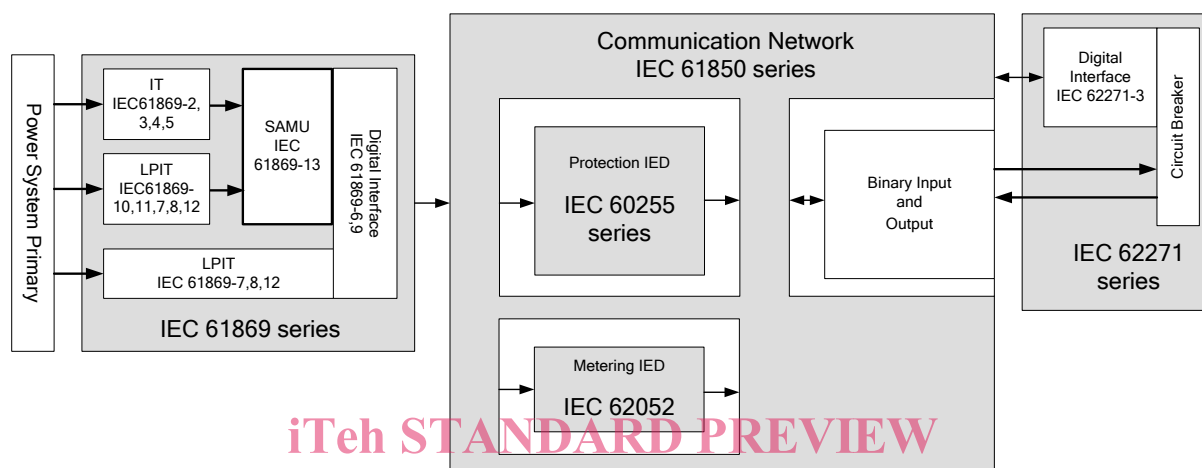 Power System Primary
IT
IEC61869-2,
3,4,5
LPIT
IEC61869-
10,11,7,8,12
SAMU
IEC
61869-13
Digital Interface
IEC 61869-6,9
LPIT
IEC 61869-7,8,12
IEC 61869 series
Communication Network
IEC 61850 series
Protection IED
IEC 60255
series
Metering IED
IEC 62052
Binary Input
and
Output
Digital
Interface
IEC 62271-3
Circuit Breaker
IEC 62271
series
iTeh STANDARD PREVIEW